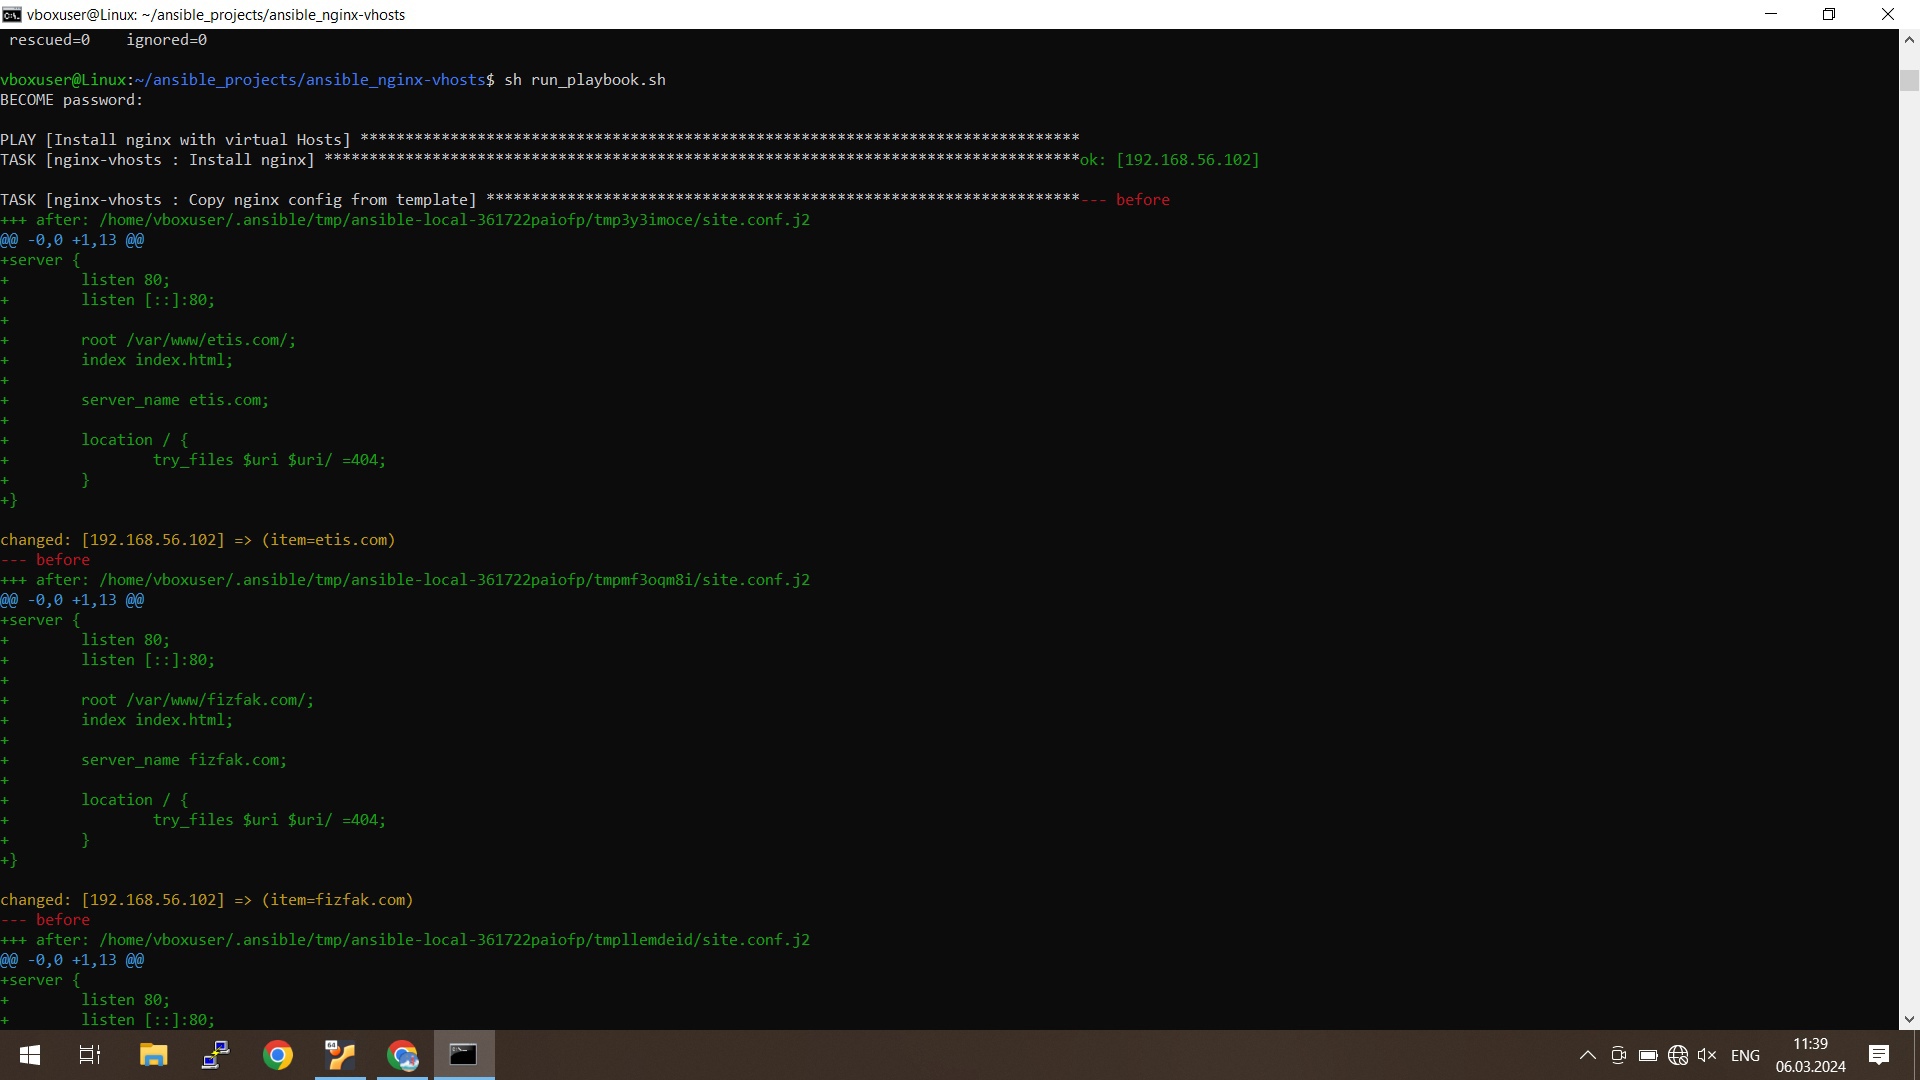 vboxuser@Linux: ~/ansible_projects/ansible_nginx-vhosts
 rescued=0    ignored=0
vboxuser@Linux:~/ansible_projects/ansible_nginx-vhosts$ sh run_playbook.sh
BECOME password:
PLAY [Install nginx with virtual Hosts] ********************************************************************************
TASK [nginx-vhosts : Install nginx] ************************************************************************************ok: [192.168.56.102]
TASK [nginx-vhosts : Copy nginx config from template] ******************************************************************--- before
+++ after: /home/vboxuser/.ansible/tmp/ansible-local-361722paiofp/tmp3y3imoce/site.conf.j2
@@ -0,0 +1,13 @@
+server {
+        listen 80;
+        listen [::]:80;
+
+        root /var/www/etis.com/;
+        index index.html;
+
+        server_name etis.com;
+
+        location / {
+                try_files $uri $uri/ =404;
+        }
+}
changed: [192.168.56.102] => (item=etis.com)
--- before
+++ after: /home/vboxuser/.ansible/tmp/ansible-local-361722paiofp/tmpmf3oqm8i/site.conf.j2
@@ -0,0 +1,13 @@
+server {
+        listen 80;
+        listen [::]:80;
+
+        root /var/www/fizfak.com/;
+        index index.html;
+
+        server_name fizfak.com;
+
+        location / {
+                try_files $uri $uri/ =404;
+        }
+}
changed: [192.168.56.102] => (item=fizfak.com)
--- before
+++ after: /home/vboxuser/.ansible/tmp/ansible-local-361722paiofp/tmpllemdeid/site.conf.j2
@@ -0,0 +1,13 @@
+server {
+        listen 80;
+        listen [::]:80;
64
ENG
11:39
06.03.2024